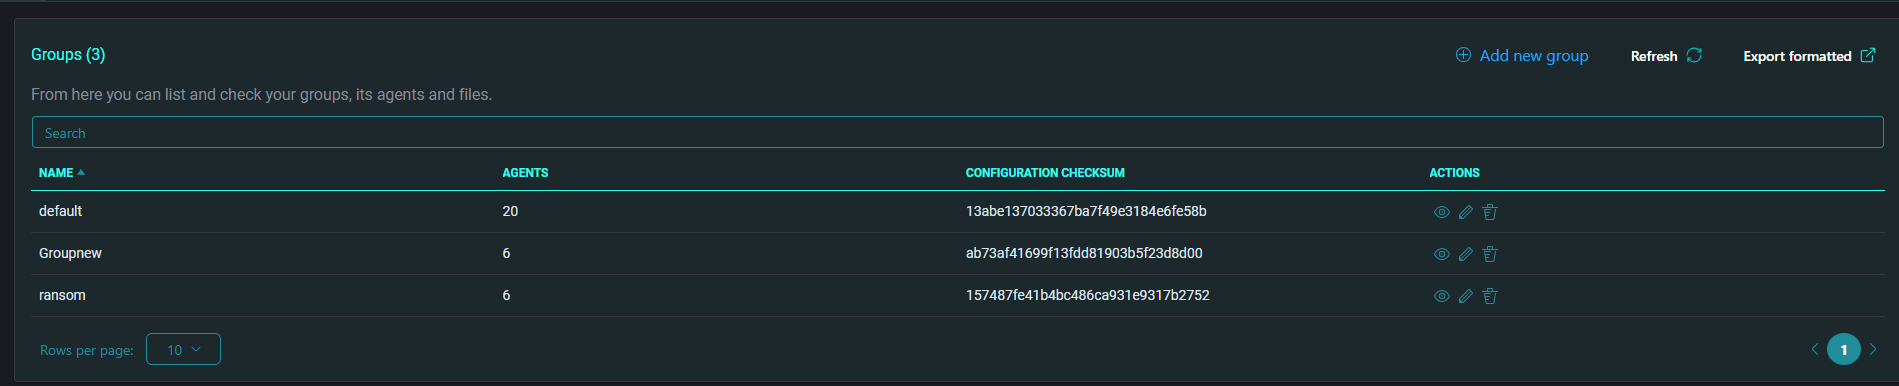 Groups (3)
Add new group Refresh Export formatted
From here you can list and check your groups, its agents and files.
Search
NAME AGENTS CONFIGURATION CHECKSUM ACTIONS
default 20 13abe137033367ba7f49e3184e6fe58b
Groupnew 6 ab73af41699f13fdd81903b5f23d8d00
ransom 6 157487fe41b4bc486ca931e9317b2752
Rows per page: 10 1